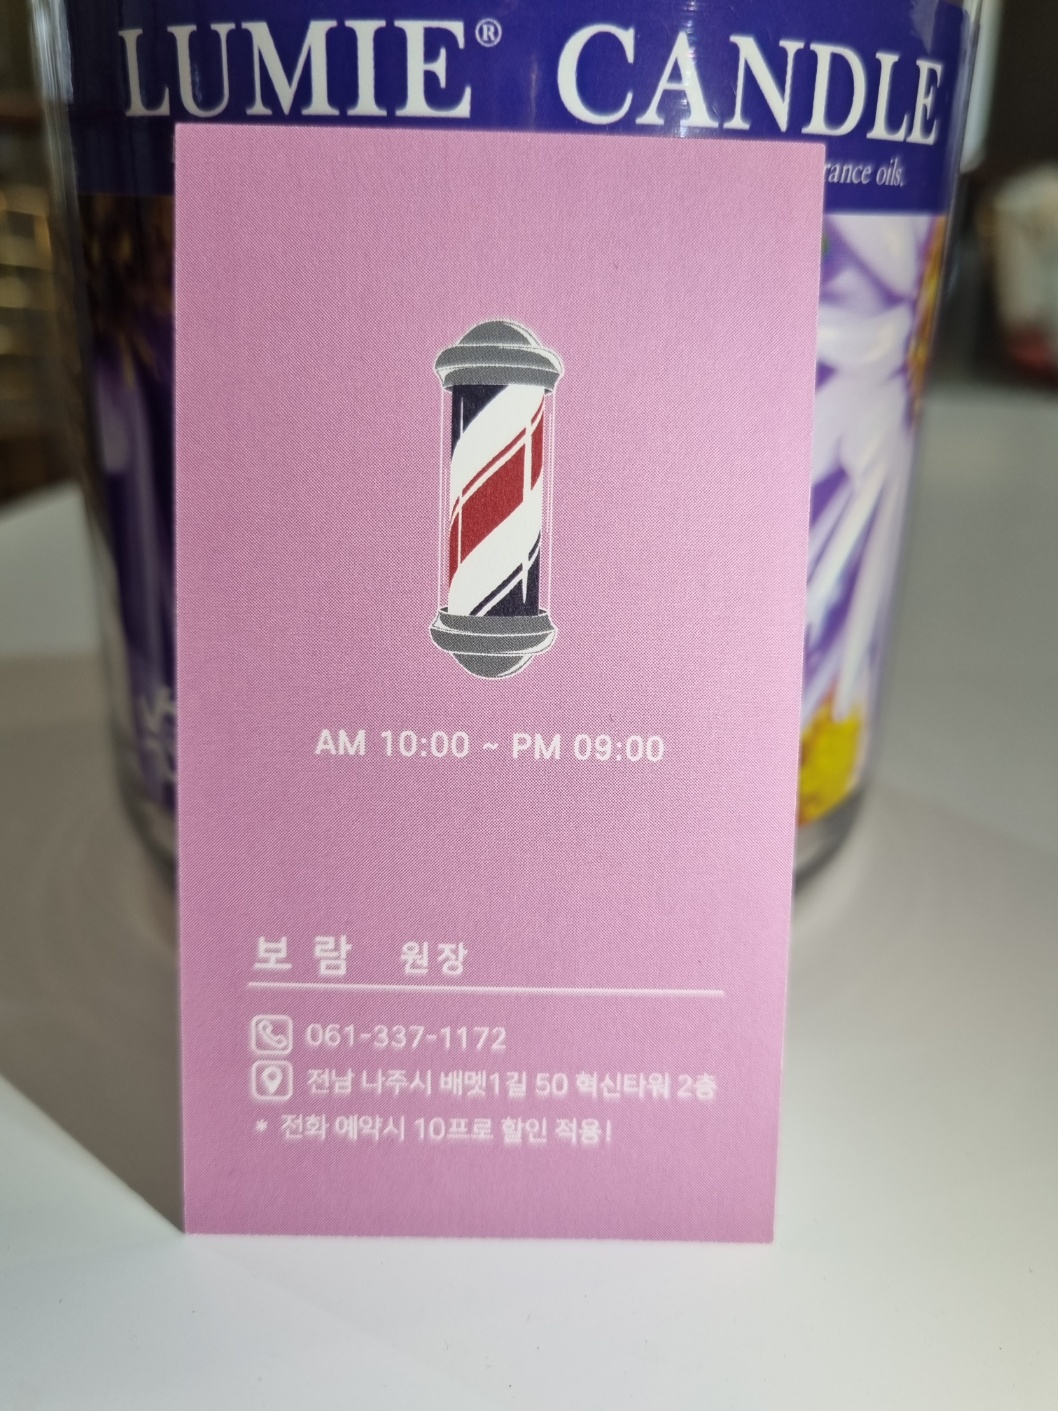 LUMIE® CANDLE
rance oils.
AM 10:00 ~ PM 09:00
보람 원장
061-337-1172
전남 나주시 배멧1길 50 혁신타워 2층
* 전화 예약시 10프로 할인 적용!